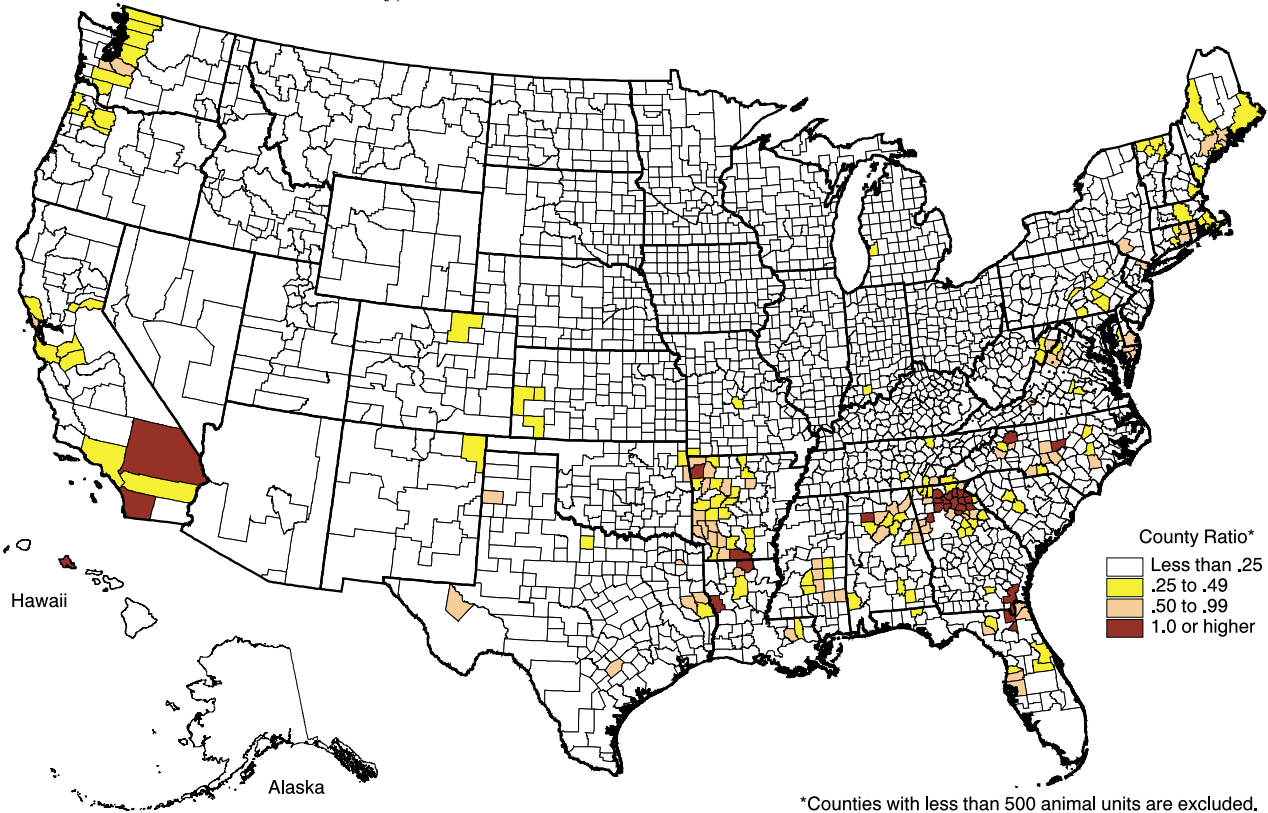 County Ratio*
Less than .25
.25 to .49
.50 to .99
1.0 or higher
Hawaii
Alaska
*Counties with less than 500 animal units are excluded.